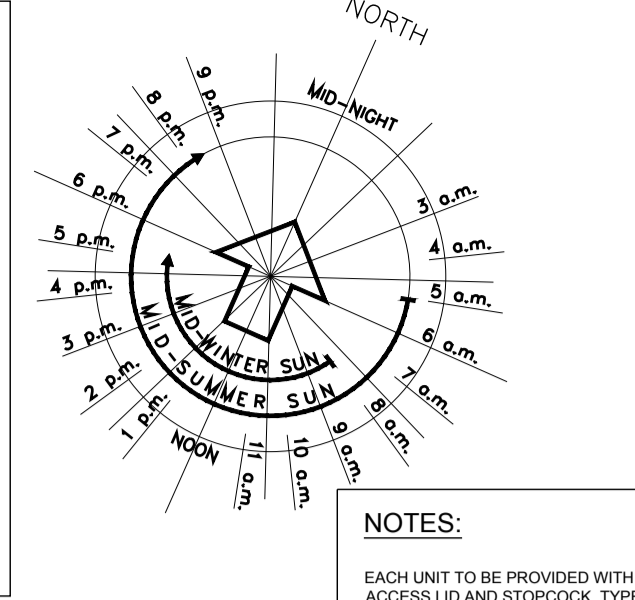 NORTH
MID-NIGHT
3 a.m.
4 a.m.
5 a.m.
6 a.m.
7 a.m.
8 a.m.
9 a.m.
10 a.m.
11 a.m.
NOON
1 p.m.
2 p.m.
3 p.m.
4 p.m.
5 p.m.
6 p.m.
7 p.m.
8 p.m.
9 p.m.
MID-WINTER SUN
MID-SUMMER SUN
NOTES:
EACH UNIT TO BE PROVIDED WITH
ACCESS LID AND STOPCOCK. TYPE